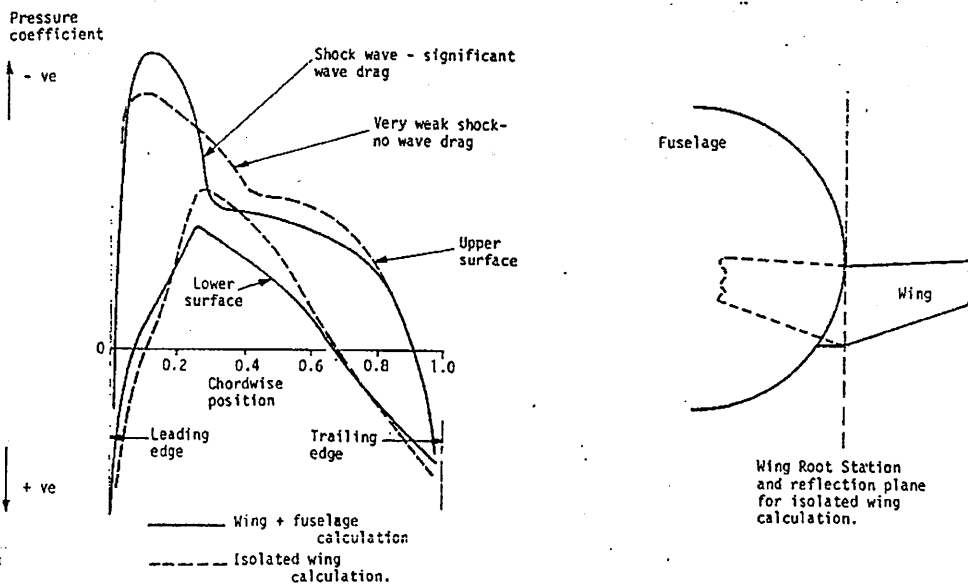 Pressure
coefficient
- ve
Shock wave - significant
wave drag
Very weak shock-
no wave drag
Upper
surface
Lower
surface
0
0.2
0.4
0.6
0.8
1.0
Chordwise
position
Leading
edge
Trailing
edge
+ ve
Wing + fuselage
calculation
Isolated wing
calculation.
Fuselage
Wing
Wing Root Station
and reflection plane
for isolated wing
calculation.